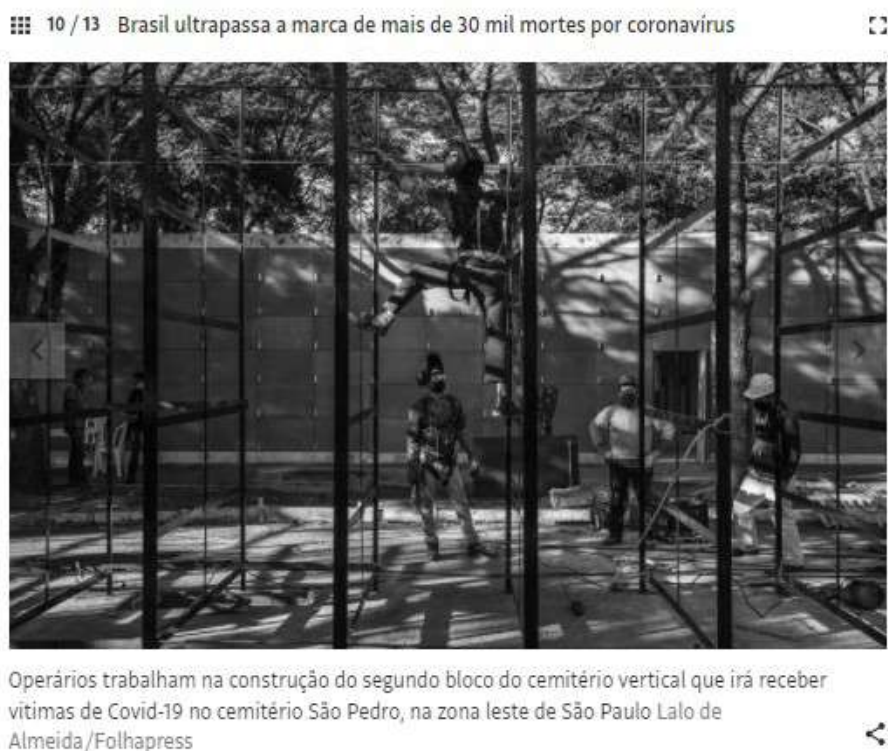 10 / 13 Brasil ultrapassa a marca de mais de 30 mil mortes por coronavírus
Operários trabalham na construção do segundo bloco do cemitério vertical que irá receber
vitimas de Covid-19 no cemitério São Pedro, na zona leste de São Paulo Lalo de
Almeida/Folhapress